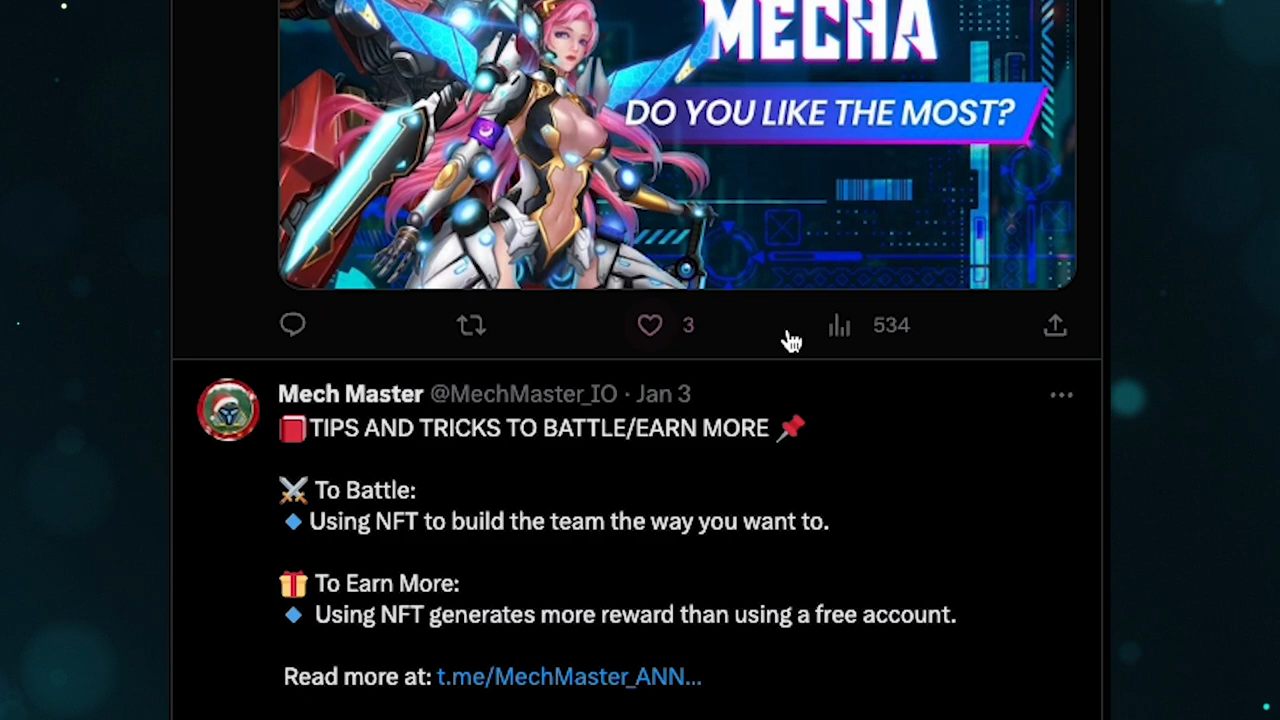 MECHA
DO YOU LIKE THE MOST?
3
534
Mech Master @MechMaster_IO · Jan 3
TIPS AND TRICKS TO BATTLE/EARN MORE
To Battle:
Using NFT to build the team the way you want to.
To Earn More:
Using NFT generates more reward than using a free account.
Read more at: t.me/MechMaster_ANN...